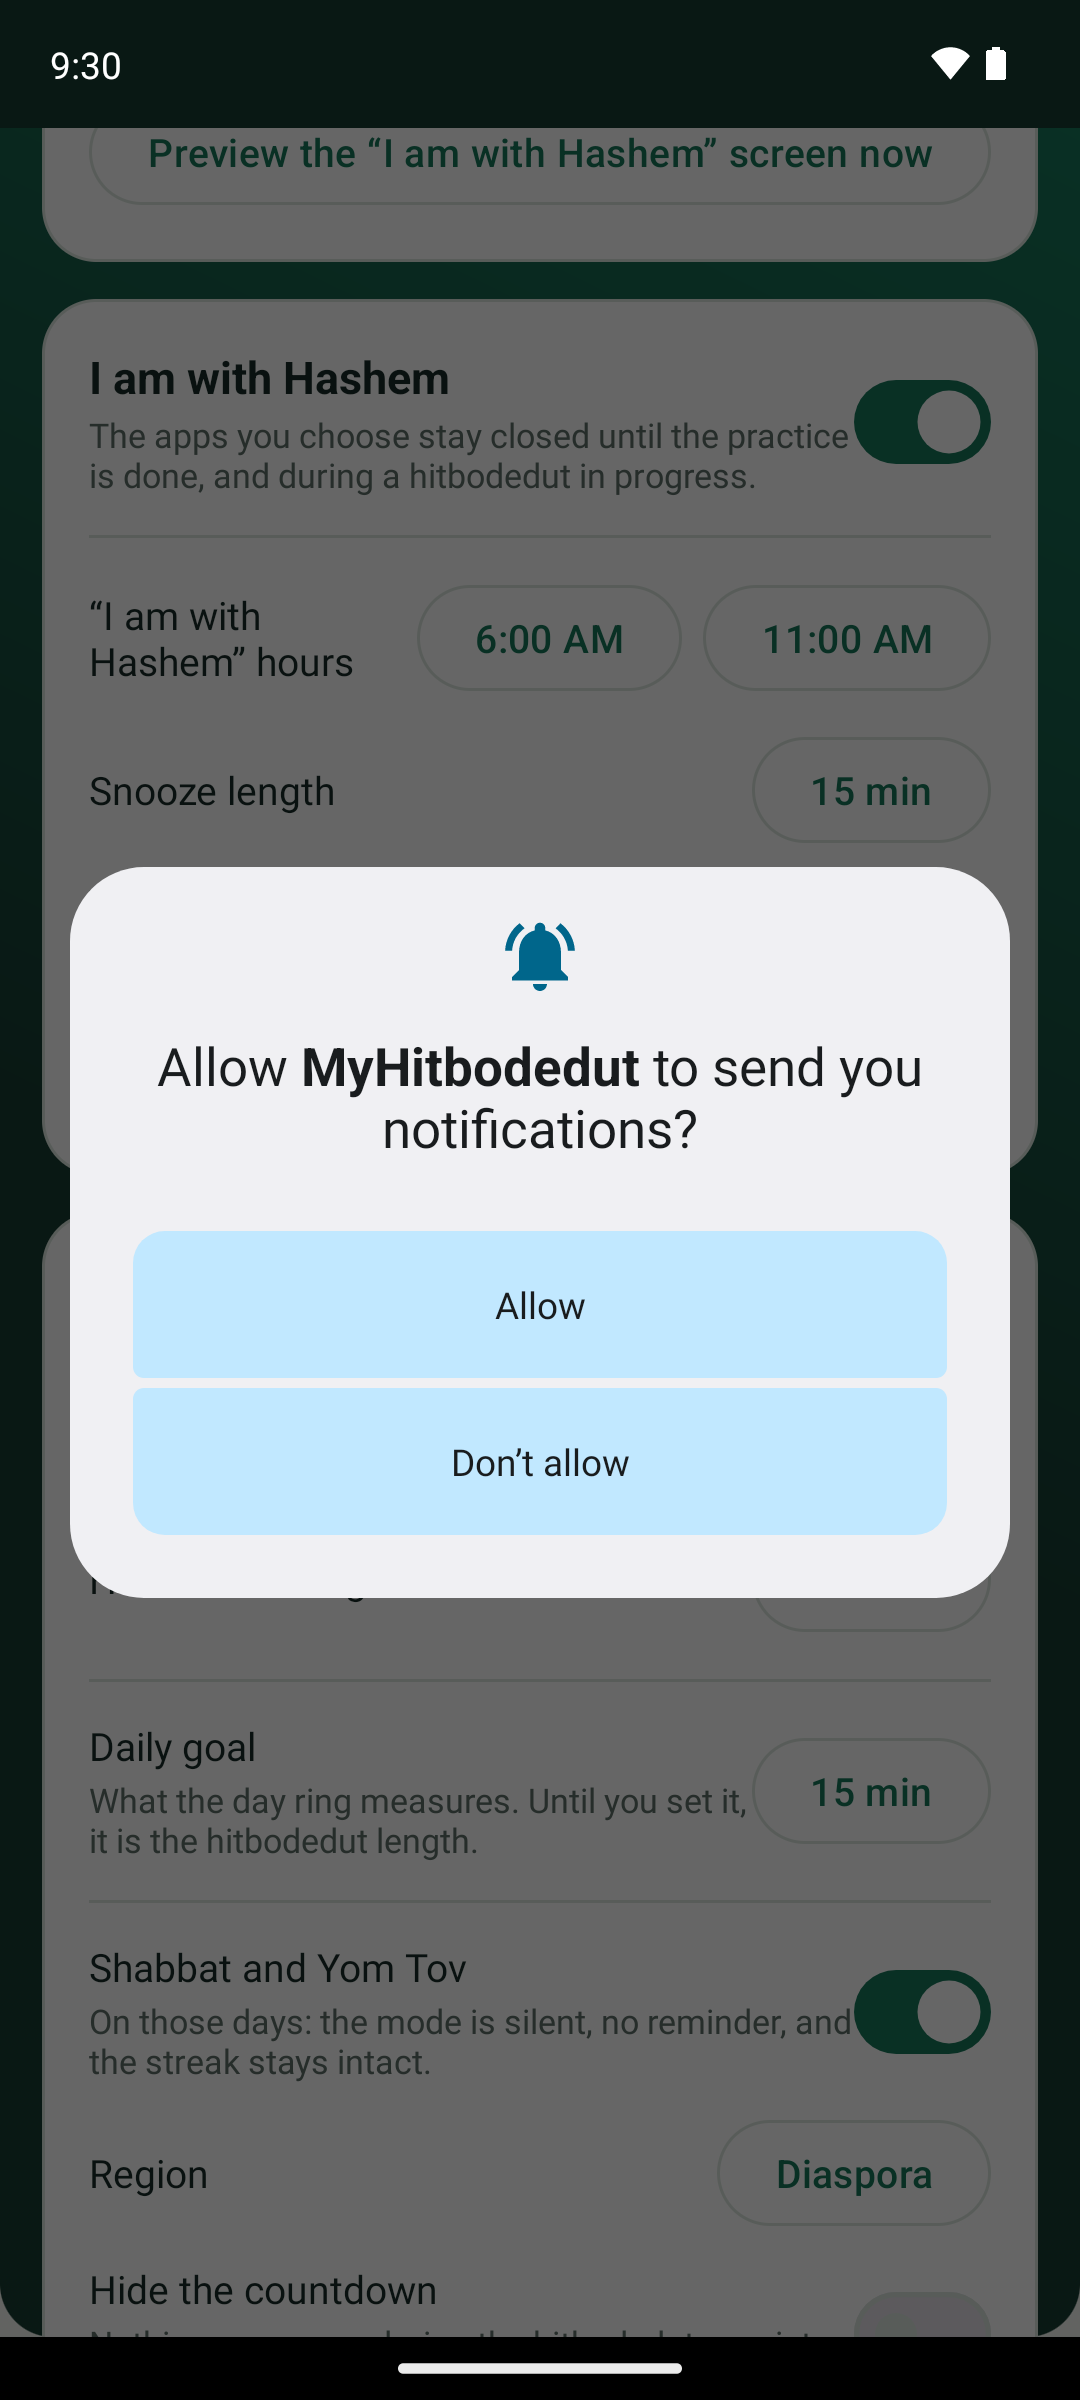 9:30
Preview the “I am with Hashem” screen now
I am with Hashem
The apps you choose stay closed until the practice
is done, and during a hitbodedut in progress.
“I am with
Hashem” hours
6:00 AM
11:00 AM
Snooze length
15 min
Allow MyHitbodedut to send you
notifications?
Allow
Don’t allow
Daily goal
What the day ring measures. Until you set it,
it is the hitbodedut length.
15 min
Shabbat and Yom Tov
On those days: the mode is silent, no reminder, and
the streak stays intact.
Region
Diaspora
Hide the countdown